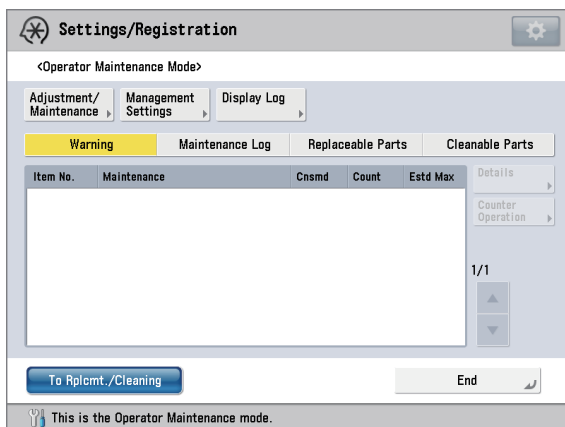 Settings/Registration
<Operator Maintenance Mode>
Adjustment/
Maintenance
Management
Settings
Display Log
Warning
Maintenance Log
Replaceable Parts
Cleanable Parts
Item No. Maintenance Cnsmd Count Estd Max
Details
Counter
Operation
1/1
To Rplcmt./Cleaning
End
This is the Operator Maintenance mode.